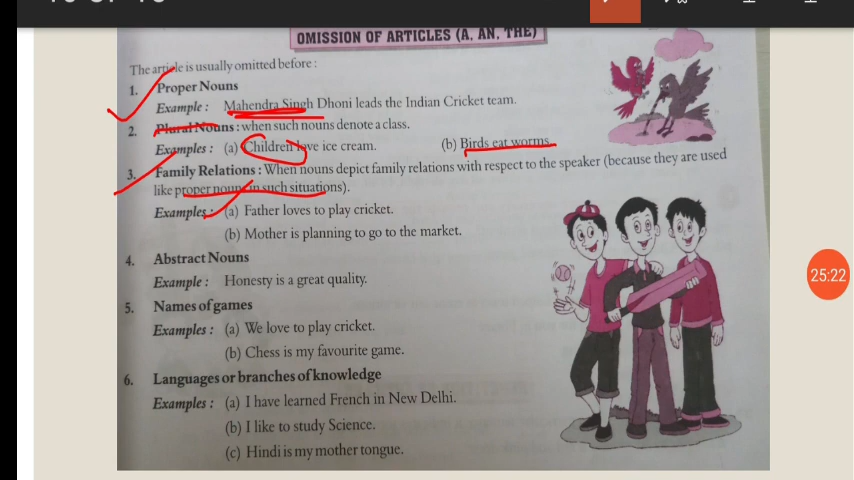 OMISSION OF ARTICLES (A, AN, THE)
The article is usually omitted before :
1. Proper Nouns
Example : Mahendra Singh Dhoni leads the Indian Cricket team.
2. Plural Nouns : when such nouns denote a class.
Examples : (a) Children love ice cream. (b) Birds eat worms.
3. Family Relations : When nouns depict family relations with respect to the speaker (because they are used
like proper nouns in such situations).
Examples : (a) Father loves to play cricket.
(b) Mother is planning to go to the market.
4. Abstract Nouns
Example : Honesty is a great quality.
5. Names of games
Examples : (a) We love to play cricket.
(b) Chess is my favourite game.
6. Languages or branches of knowledge
Examples : (a) I have learned French in New Delhi.
(b) I like to study Science.
(c) Hindi is my mother tongue.
25:22